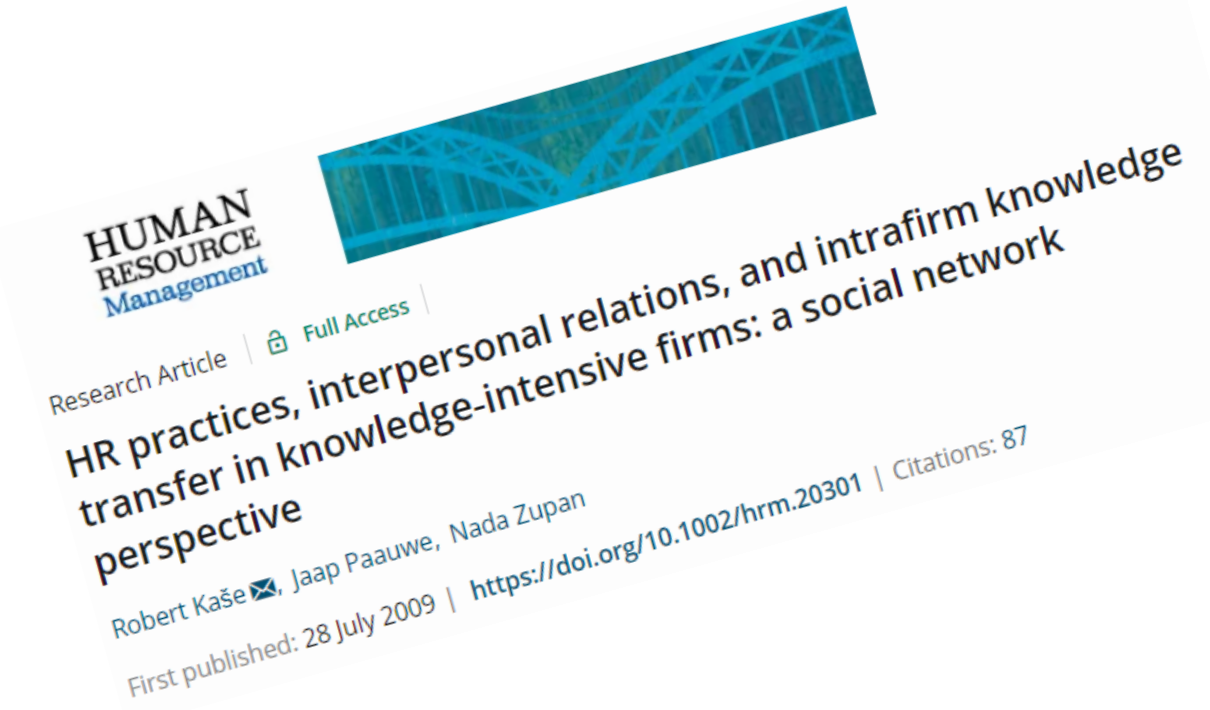 HUMAN
RESOURCE
Management
Research Article
Full Access
HR practices, interpersonal relations, and intrafirm knowledge
transfer in knowledge-intensive firms: a social network
perspective
Robert Kaše, Jaap Paauwe, Nada Zupan
First published: 28 July 2009 | https://doi.org/10.1002/hrm.20301 | Citations: 87